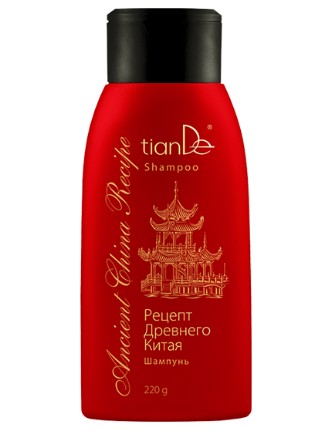 tianDe
Shampoo
Ancient China Recipe
Рецепт
Древнего
Китая
Шампунь
220 g